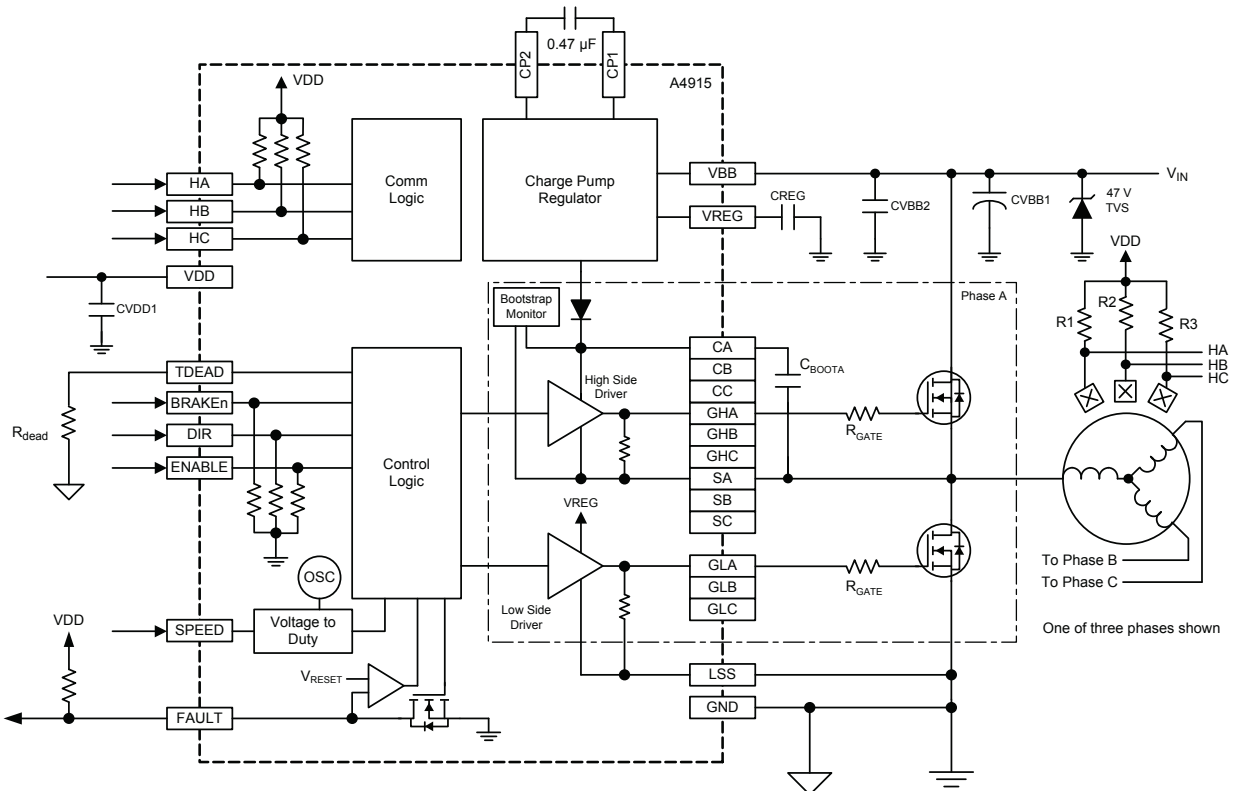 0.47 µF
CP2
CP1
A4915
VDD
HA
HB
HC
VDD
CVDD1
Comm
Logic
Charge Pump
Regulator
VBB
VREG
CREG
CVBB2
CVBB1
47 V
TVS
VIN
VDD
R1
R2
R3
HA
HB
HC
Phase A
Bootstrap
Monitor
CA
CB
CC
GHA
GHB
GHC
SA
SB
SC
CBOOTA
High Side
Driver
RGATE
TDEAD
BRAKEn
DIR
ENABLE
Rdead
Control
Logic
VREG
GLA
GLB
GLC
RGATE
Low Side
Driver
To Phase B
To Phase C
One of three phases shown
OSC
Voltage to
Duty
SPEED
VDD
VRESET
FAULT
LSS
GND